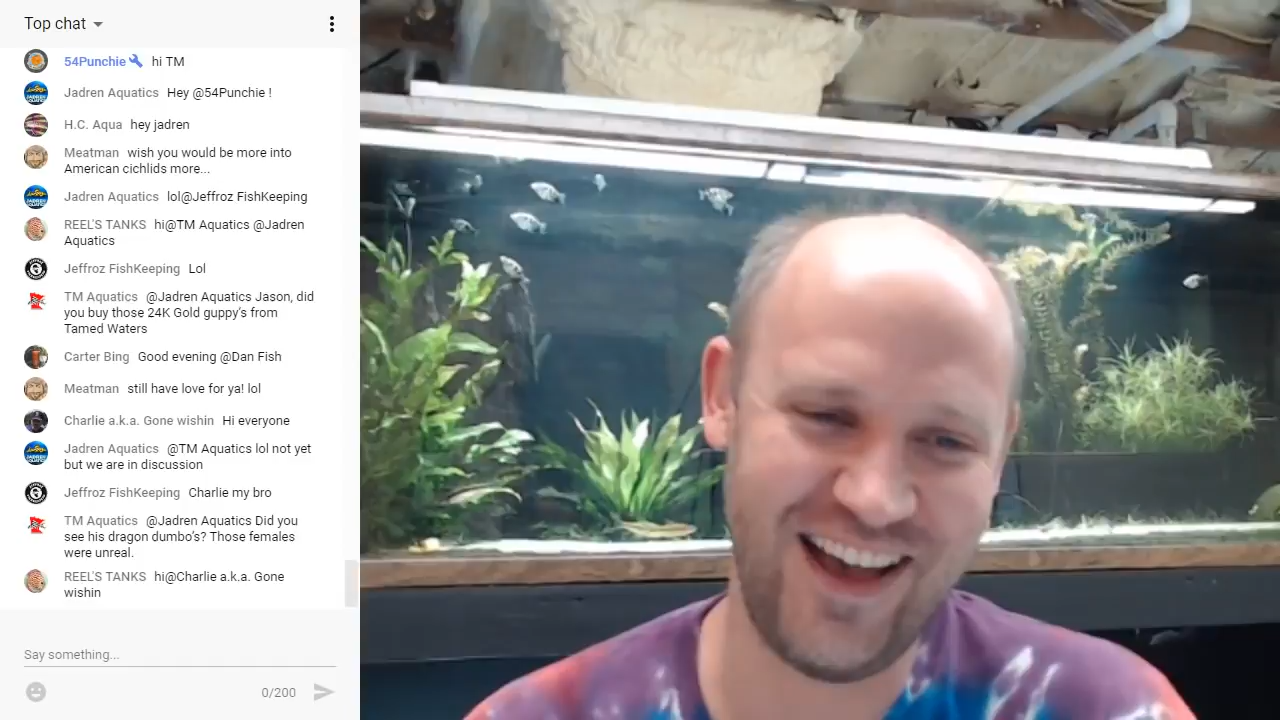 Top chat
54Punchie hi TM
Jadren Aquatics Hey @54Punchie !
H.C. Aqua hey jadren
Meatman wish you would be more into
American cichlids more...
Jadren Aquatics lol@Jeffroz FishKeeping
REEL'S TANKS hi@TM Aquatics @Jadren
Aquatics
Jeffroz FishKeeping Lol
TM Aquatics @Jadren Aquatics Jason, did
you buy those 24K Gold guppy's from
Tamed Waters
Carter Bing Good evening @Dan Fish
Meatman still have love for ya! lol
Charlie a.k.a. Gone wishin Hi everyone
Jadren Aquatics @TM Aquatics lol not yet
but we are in discussion
Jeffroz FishKeeping Charlie my bro
TM Aquatics @Jadren Aquatics Did you
see his dragon dumbo's? Those females
were unreal.
REEL'S TANKS hi@Charlie a.k.a. Gone
wishin
Say something...
0/200